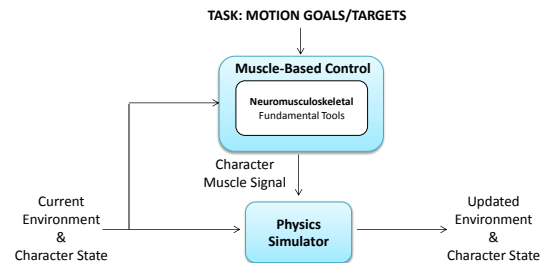 TASK: MOTION GOALS/TARGETS
Muscle-Based Control
Neuromusculoskeletal
Fundamental Tools
Character
Muscle Signal
Current
Environment
&
Character State
Physics
Simulator
Updated
Environment
&
Character State